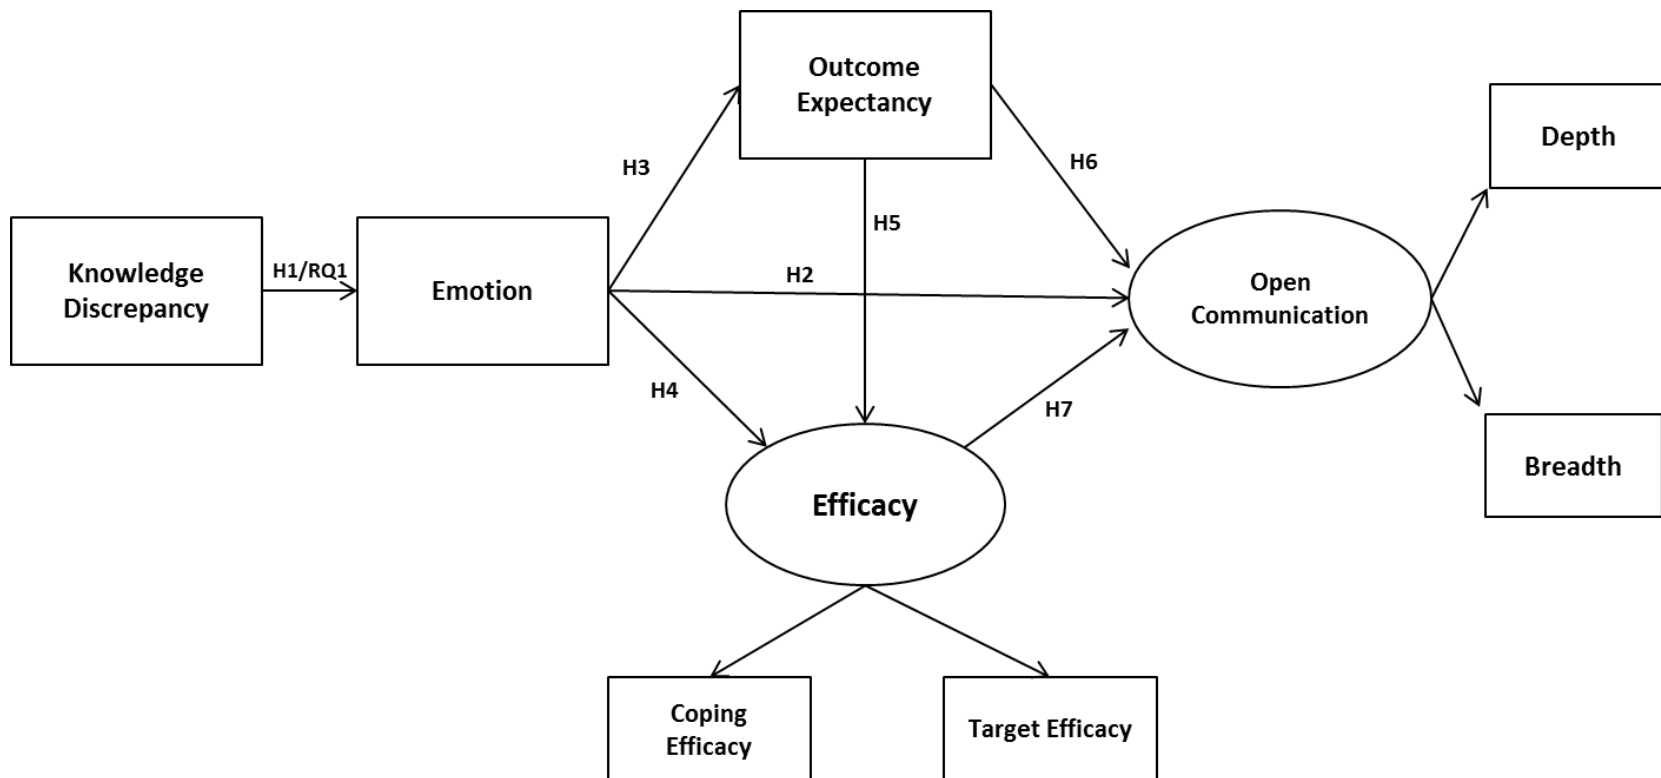 Outcome
Expectancy
Depth
H3
H6
H5
Knowledge
Discrepancy
H1/RQ1
Emotion
H2
Open
Communication
H4
H7
Breadth
Efficacy
Coping
Efficacy
Target Efficacy